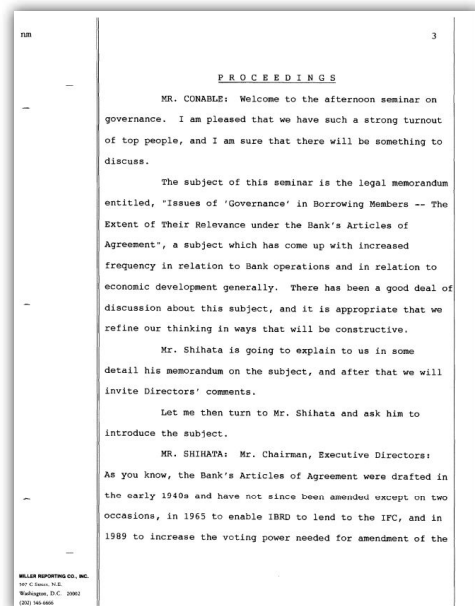 nm
3
PROCEEDINGS
MR. CONABLE: Welcome to the afternoon seminar on
governance. I am pleased that we have such a strong turnout
of top people, and I am sure that there will be something to
discuss.
The subject of this seminar is the legal memorandum
entitled, "Issues of 'Governance' in Borrowing Members -- The
Extent of Their Relevance under the Bank's Articles of
Agreement", a subject which has come up with increased
frequency in relation to Bank operations and in relation to
economic development generally. There has been a good deal of
discussion about this subject, and it is appropriate that we
refine our thinking in ways that will be constructive.
Mr. Shihata is going to explain to us in some
detail his memorandum on the subject, and after that we will
invite Directors' comments.
Let me then turn to Mr. Shihata and ask him to
introduce the subject.
MR. SHIHATA: Mr. Chairman, Executive Directors:
As you know, the Bank's Articles of Agreement were drafted in
the early 1940s and have not since been amended except on two
occasions, in 1965 to enable IBRD to lend to the IFC, and in
1989 to increase the voting power needed for amendment of the
MILLER REPORTING CO., INC.
507 C Street, N.E.
Washington, D.C. 20002
(202) 546-6666